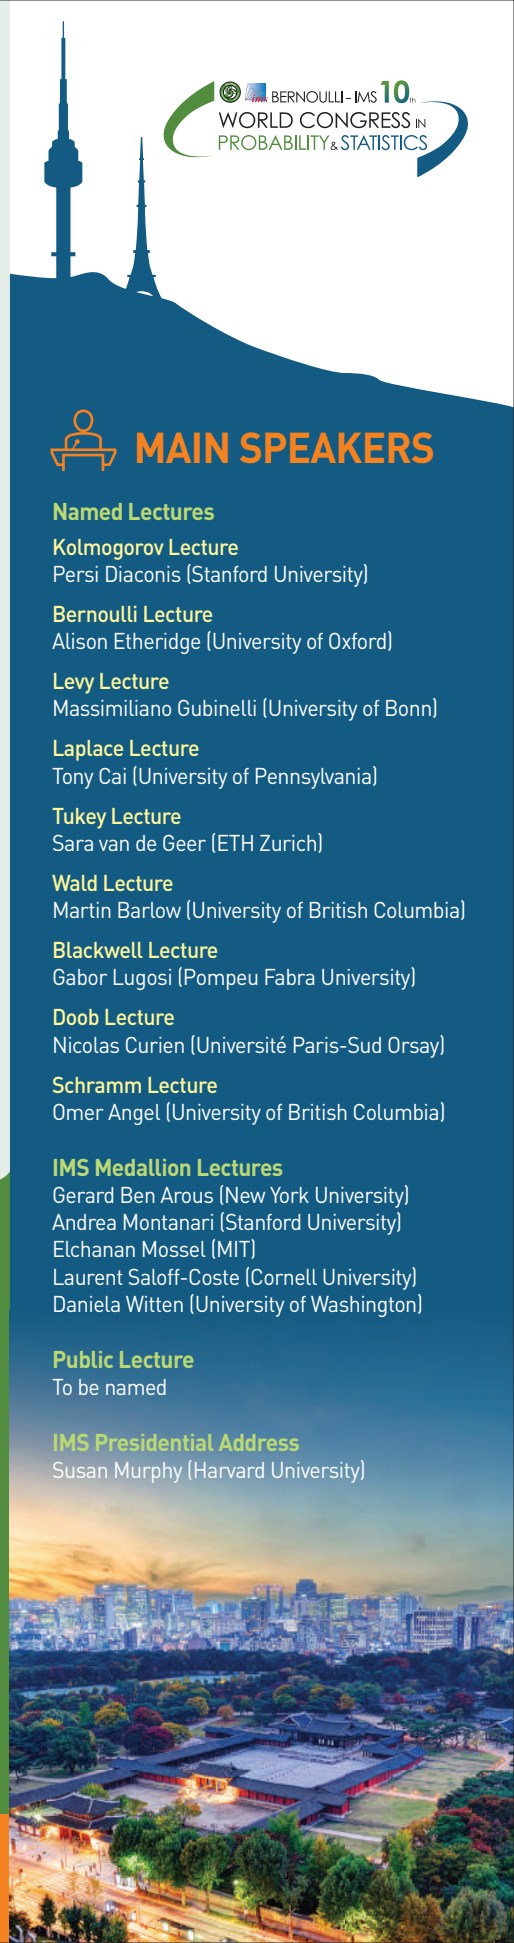 ims
BERNOULLI - IMS 10th
WORLD CONGRESS IN
PROBABILITY & STATISTICS
MAIN SPEAKERS
Named Lectures
Kolmogorov Lecture
Persi Diaconis (Stanford University)
Bernoulli Lecture
Alison Etheridge (University of Oxford)
Levy Lecture
Massimiliano Gubinelli (University of Bonn)
Laplace Lecture
Tony Cai (University of Pennsylvania)
Tukey Lecture
Sara van de Geer (ETH Zurich)
Wald Lecture
Martin Barlow (University of British Columbia)
Blackwell Lecture
Gabor Lugosi (Pompeu Fabra University)
Doob Lecture
Nicolas Curien (Université Paris-Sud Orsay)
Schramm Lecture
Omer Angel (University of British Columbia)
IMS Medallion Lectures
Gerard Ben Arous (New York University)
Andrea Montanari (Stanford University)
Elchanan Mossel (MIT)
Laurent Saloff-Coste (Cornell University)
Daniela Witten (University of Washington)
Public Lecture
To be named
IMS Presidential Address
Susan Murphy (Harvard University)